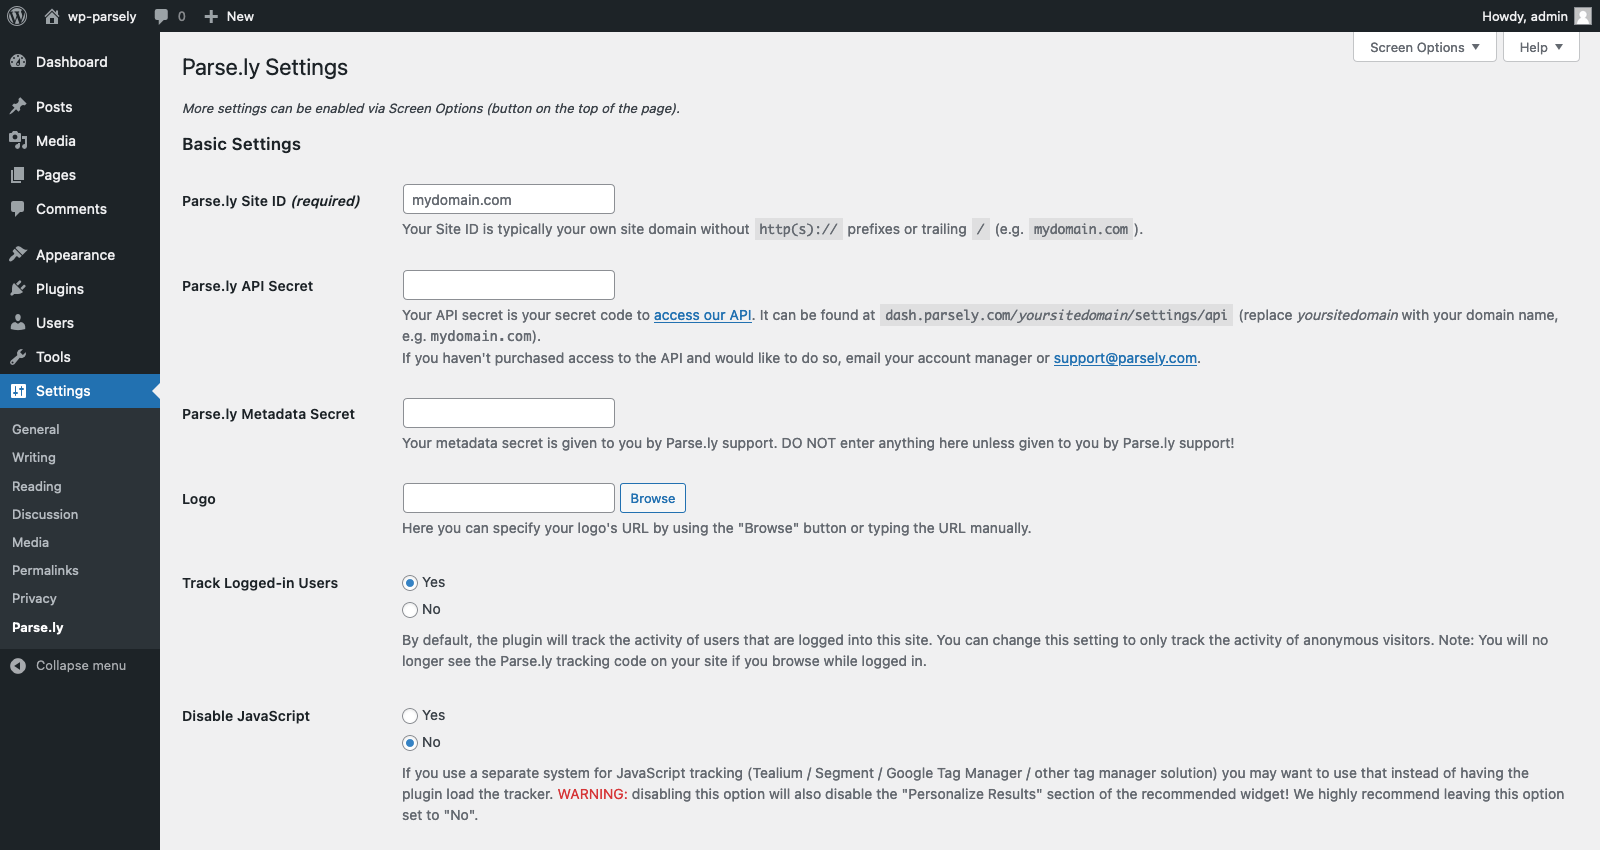 wp-parsely 0 New Howdy, admin
Screen Options Help
Dashboard
Posts
Media
Pages
Comments
Appearance
Plugins
Users
Tools
Settings
General
Writing
Reading
Discussion
Media
Permalinks
Privacy
Parse.ly
Collapse menu
Parse.ly Settings
More settings can be enabled via Screen Options (button on the top of the page).
Basic Settings
Parse.ly Site ID (required)
mydomain.com
Your Site ID is typically your own site domain without http(s):// prefixes or trailing / (e.g. mydomain.com ).
Parse.ly API Secret
Your API secret is your secret code to access our API. It can be found at dash.parsely.com/yoursitedomain/settings/api (replace yoursitedomain with your domain name,
e.g. mydomain.com).
If you haven't purchased access to the API and would like to do so, email your account manager or support@parsely.com.
Parse.ly Metadata Secret
Your metadata secret is given to you by Parse.ly support. DO NOT enter anything here unless given to you by Parse.ly support!
Logo
Browse
Here you can specify your logo's URL by using the "Browse" button or typing the URL manually.
Track Logged-in Users
Yes
No
By default, the plugin will track the activity of users that are logged into this site. You can change this setting to only track the activity of anonymous visitors. Note: You will no
longer see the Parse.ly tracking code on your site if you browse while logged in.
Disable JavaScript
Yes
No
If you use a separate system for JavaScript tracking (Tealium / Segment / Google Tag Manager / other tag manager solution) you may want to use that instead of having the
plugin load the tracker. WARNING: disabling this option will also disable the "Personalize Results" section of the recommended widget! We highly recommend leaving this option
set to "No".